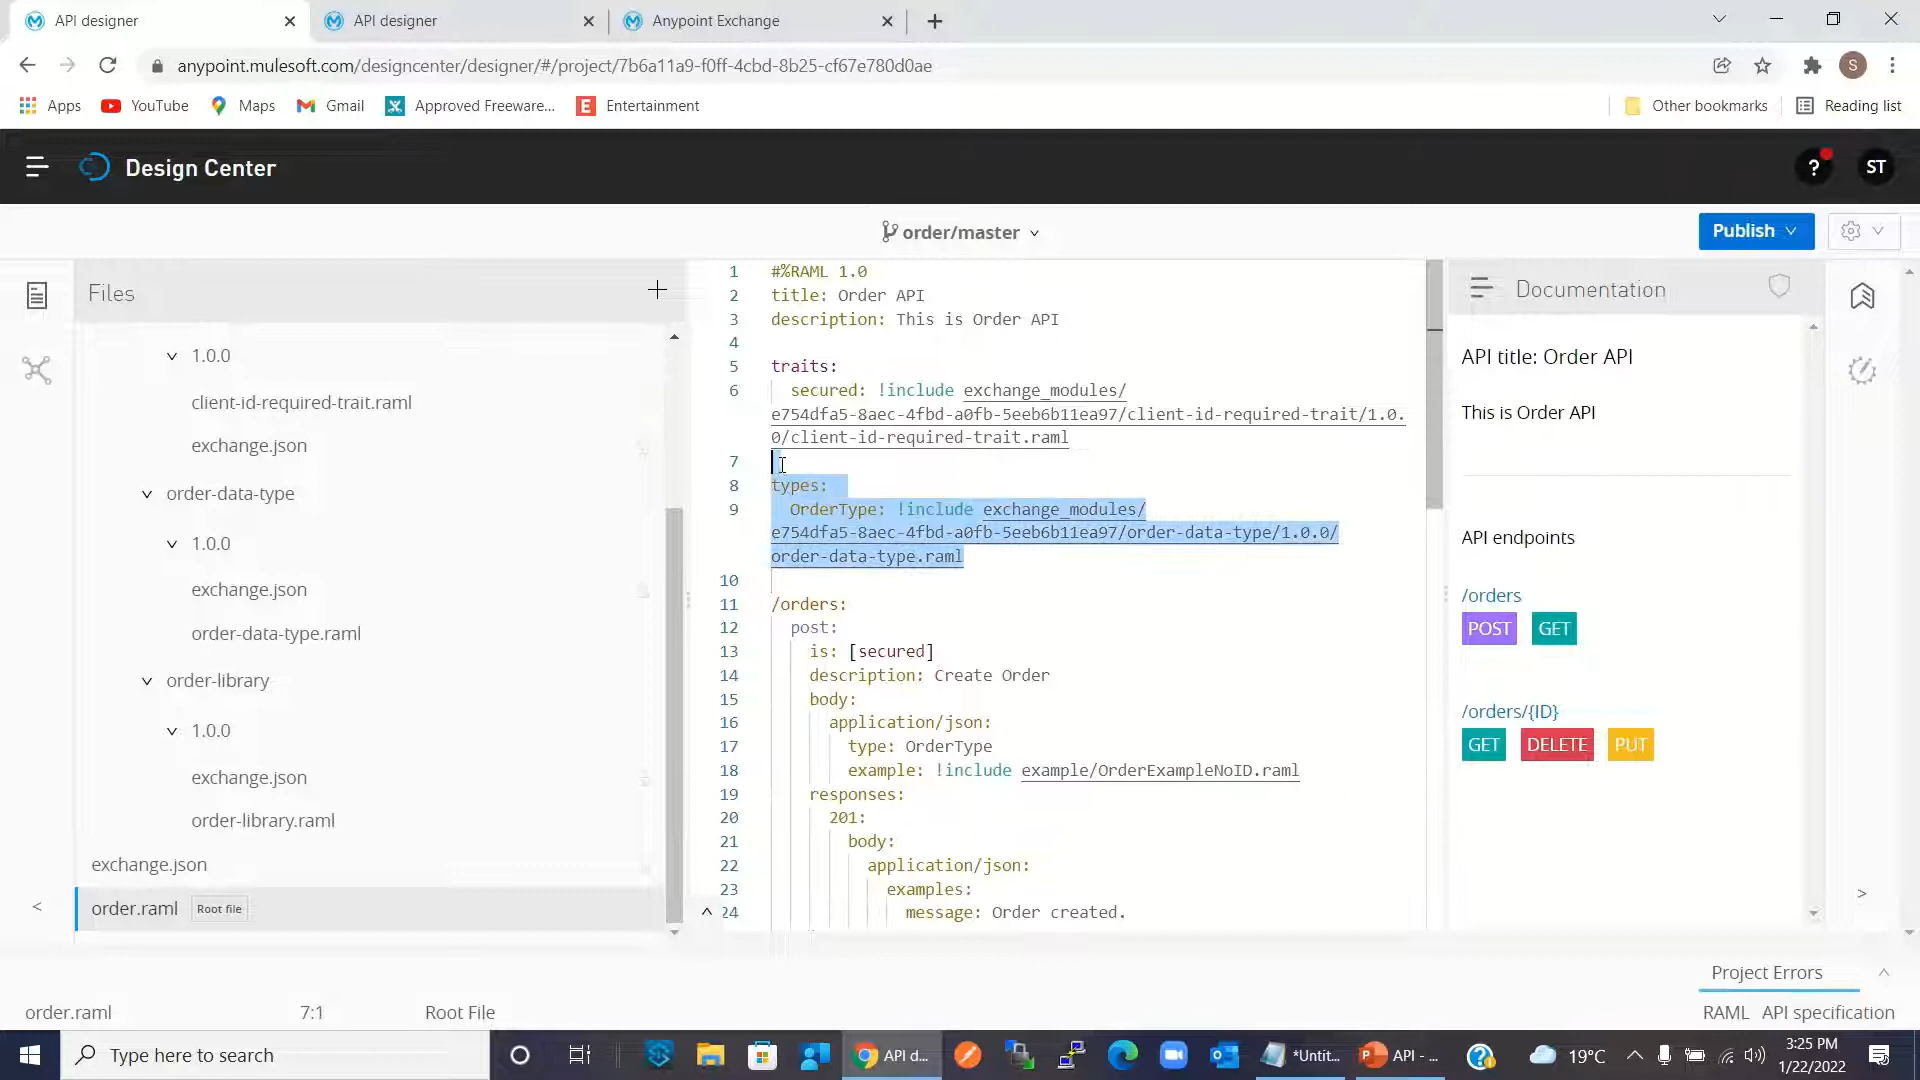 API designer
API designer
Anypoint Exchange
anypoint.mulesoft.com/designcenter/designer/#/project/7b6a11a9-f0ff-4cbd-8b25-cf67e780d0ae
S
Apps
YouTube
Maps
Gmail
Approved Freeware...
E
Entertainment
Other bookmarks
Reading list
Design Center
?
ST
order/master
Publish
Files
1.0.0
client-id-required-trait.raml
exchange.json
order-data-type
1.0.0
exchange.json
order-data-type.raml
order-library
1.0.0
exchange.json
order-library.raml
exchange.json
order.raml Root file
1 #%RAML 1.0
2 title: Order API
3 description: This is Order API
4
5 traits:
6 secured: !include exchange_modules/
e754dfa5-8aec-4fbd-a0fb-5eeb6b11ea97/client-id-required-trait/1.0.
0/client-id-required-trait.raml
7
8 types:
9 OrderType: !include exchange_modules/
e754dfa5-8aec-4fbd-a0fb-5eeb6b11ea97/order-data-type/1.0.0/
order-data-type.raml
10
11 /orders:
12 post:
13 is: [secured]
14 description: Create Order
15 body:
16 application/json:
17 type: OrderType
18 example: !include example/OrderExampleNoID.raml
19 responses:
20 201:
21 body:
22 application/json:
23 examples:
24 message: Order created.
Documentation
API title: Order API
This is Order API
API endpoints
/orders
POST GET
/orders/{ID}
GET DELETE PUT
Project Errors
order.raml
7:1
Root File
RAML API specification
Type here to search
API d...
*Untit...
API - ...
19°C
3:25 PM
1/22/2022